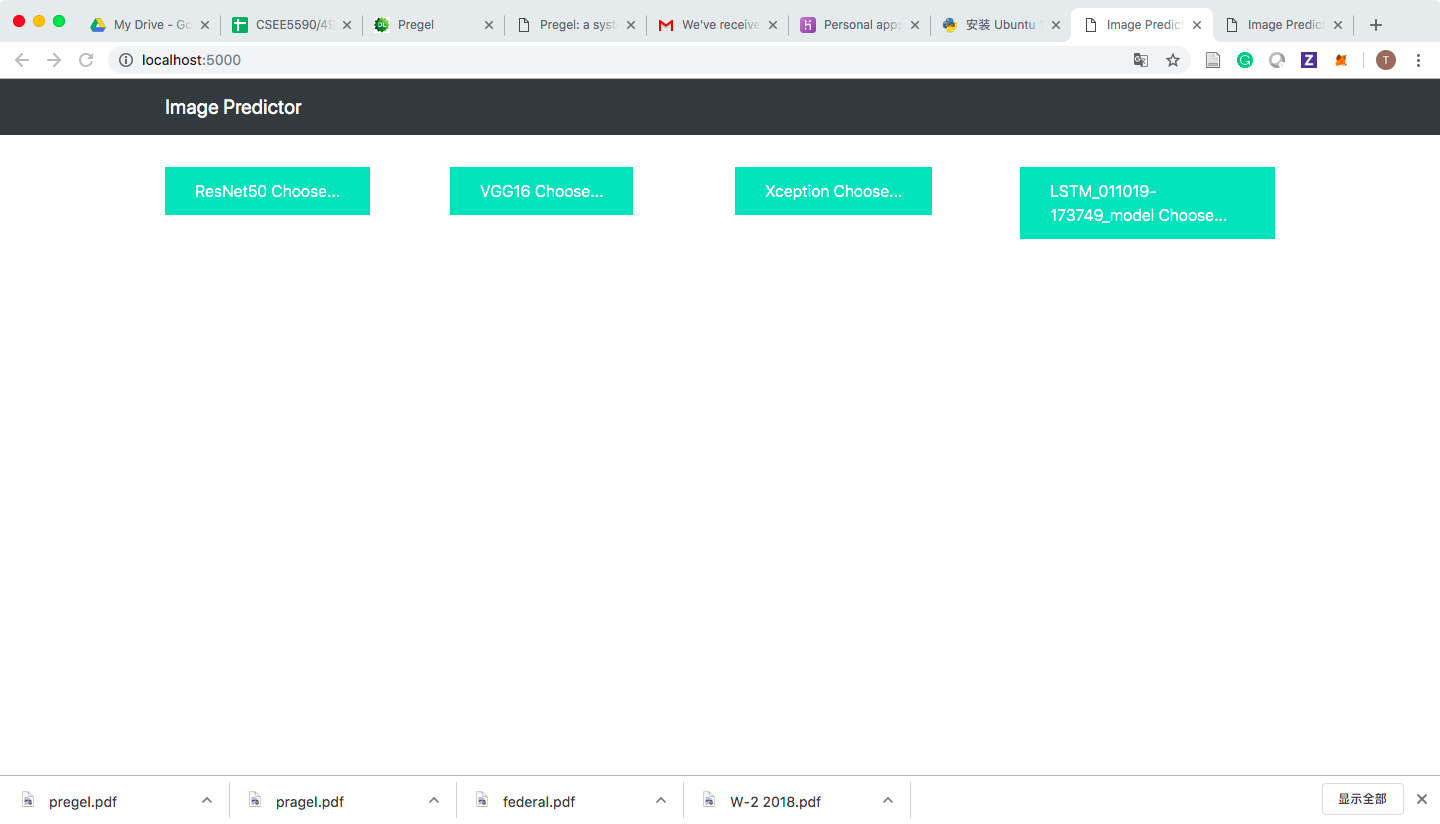 My Drive - Go
CSEE5590/49
Pregel
Pregel: a syst
We've receive
Personal apps
安装 Ubuntu 1
Image Predict
Image Predict
localhost:5000
T
Image Predictor
ResNet50 Choose...
VGG16 Choose...
Xception Choose...
LSTM_011019-
173749_model Choose...
pregel.pdf
pragel.pdf
federal.pdf
W-2 2018.pdf
显示全部